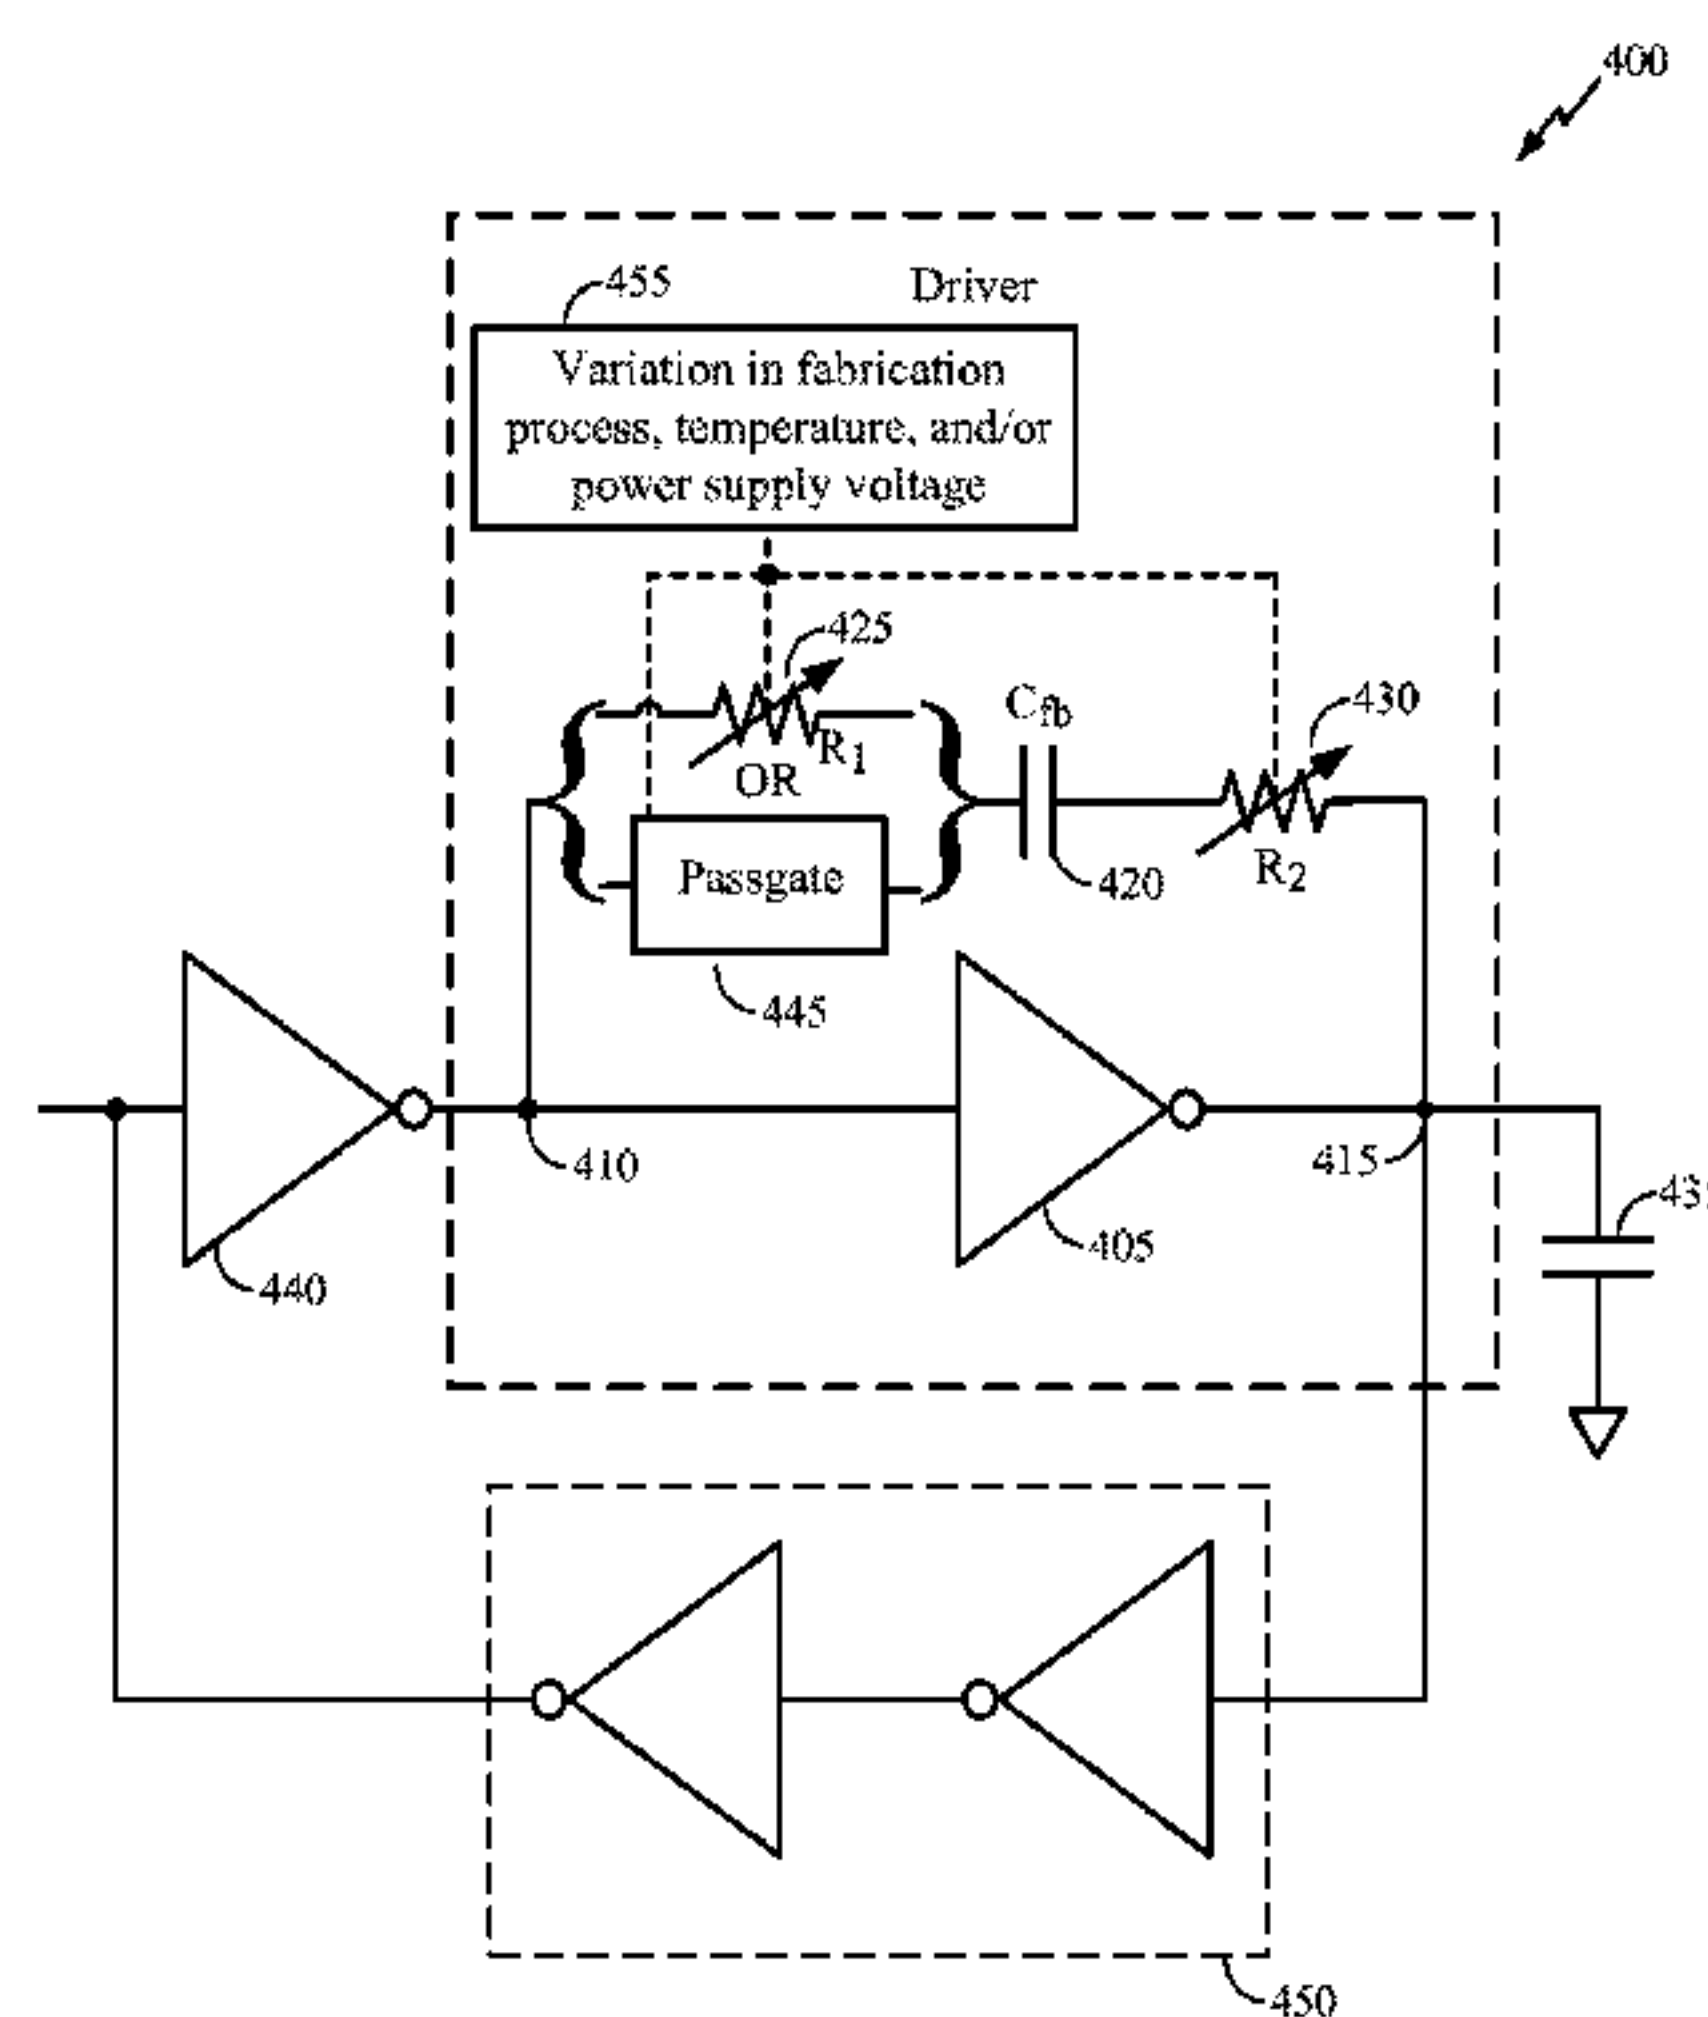 400
455
Driver
Variation in fabrication
process, temperature, and/or
power supply voltage
425
R1
OR
Cfb
430
Passgate
420
R2
445
410
415
405
440
450